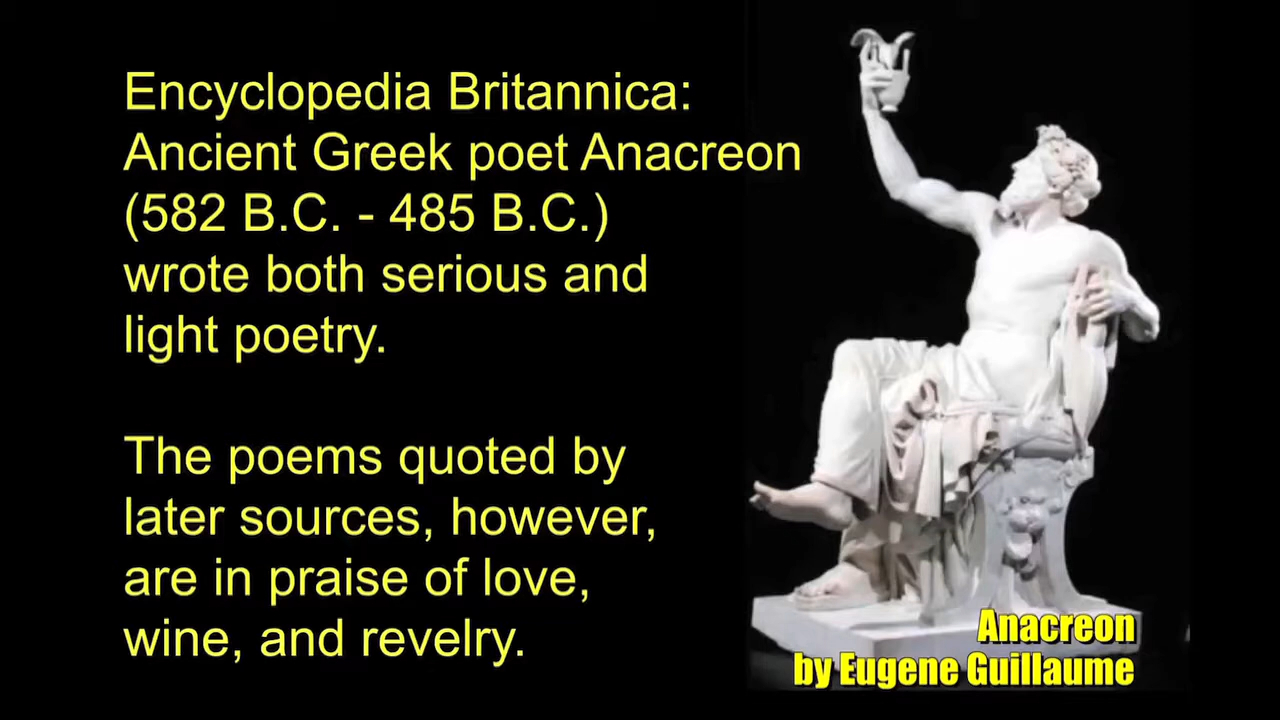 Encyclopedia Britannica:
Ancient Greek poet Anacreon
(582 B.C. - 485 B.C.)
wrote both serious and
light poetry.
The poems quoted by
later sources, however,
are in praise of love,
wine, and revelry.
Anacreon
by Eugene Guillaume